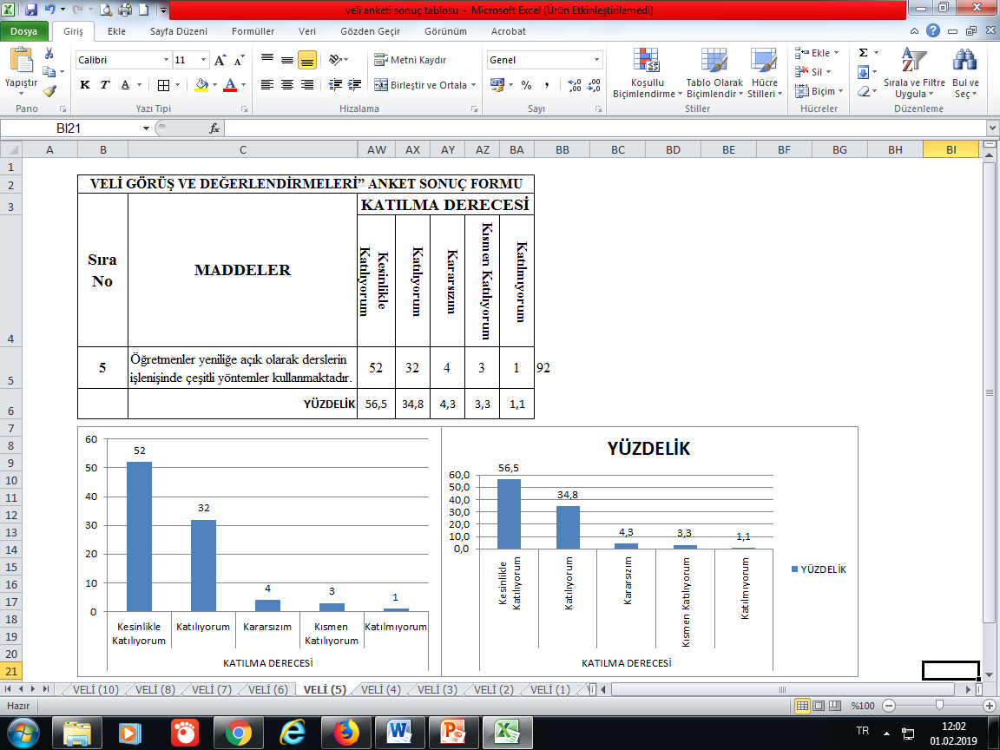 veli anketi sonuç tablosu - Microsoft Excel (Ürün Etkinleştirilemedi)
Dosya Giriş Ekle Sayfa Düzeni Formüller Veri Gözden Geçir Görünüm Acrobat
Yapıştır
Pano
Calibri 11
K T A
Yazı Tipi
Metni Kaydır
Birleştir ve Ortala
Hizalama
Genel
% ,
Sayı
Koşullu Biçimlendirme
Tablo Olarak Biçimlendir
Hücre Stilleri
Stiller
Ekle
Sil
Biçim
Hücreler
Σ
Sırala ve Filtre Uygula
Bul ve Seç
Düzenleme
BI21 fx
A B C AW AX AY AZ BA BB BC BD BE BF BG BH BI
1
2
3
4
5
6
7
8
9
10
11
12
13
14
15
16
17
18
19
20
21
VELİ GÖRÜŞ VE DEĞERLENDİRMELERİ” ANKET SONUÇ FORMU
Sıra No
MADDELER
KATILMA DERECESİ
Kesinlikle Katılıyorum
Katılıyorum
Kararsızım
Kısmen Katılıyorum
Katılmıyorum
5
Öğretmenler yeniliğe açık olarak derslerin
işlenişinde çeşitli yöntemler kullanmaktadır.
52 32 4 3 1 92
YÜZDELİK 56,5 34,8 4,3 3,3 1,1
60
50
40
30
20
10
0
52
32
4
3
1
Kesinlikle Katılıyorum
Katılıyorum
Kararsızım
Kısmen Katılıyorum
Katılmıyorum
KATILMA DERECESİ
YÜZDELİK
60,0
50,0
40,0
30,0
20,0
10,0
0,0
56,5
34,8
4,3
3,3
1,1
Kesinlikle Katılıyorum
Katılıyorum
Kararsızım
Kısmen Katılıyorum
Katılmıyorum
KATILMA DERECESİ
YÜZDELİK
VELİ (10) VELİ (8) VELİ (7) VELİ (6) VELİ (5) VELİ (4) VELİ (3) VELİ (2) VELİ (1)
Hazır %100
TR
12:02
01.02.2019